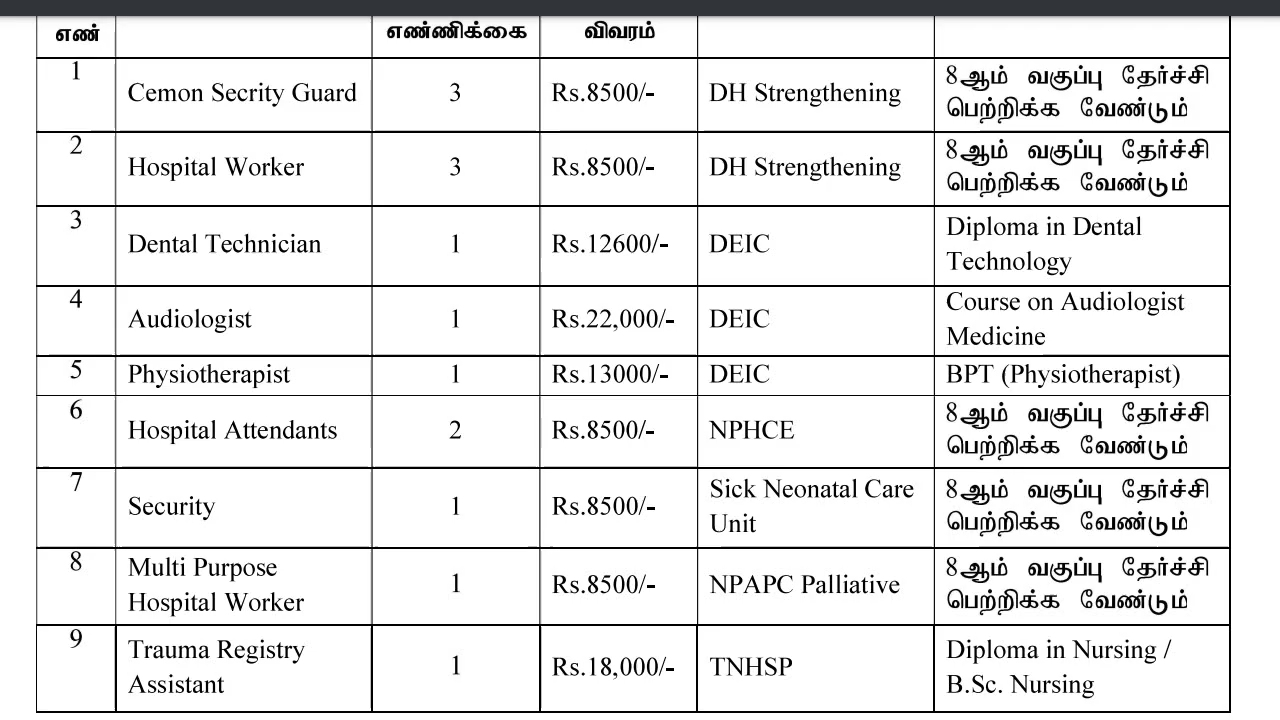 எண் எண்ணிக்கை விவரம்
1 Cemon Secrity Guard 3 Rs.8500/- DH Strengthening 8ஆம் வகுப்பு தேர்ச்சி
பெற்றிக்க வேண்டும்
2 Hospital Worker 3 Rs.8500/- DH Strengthening 8ஆம் வகுப்பு தேர்ச்சி
பெற்றிக்க வேண்டும்
3 Dental Technician 1 Rs.12600/- DEIC Diploma in Dental
Technology
4 Audiologist 1 Rs.22,000/- DEIC Course on Audiologist
Medicine
5 Physiotherapist 1 Rs.13000/- DEIC BPT (Physiotherapist)
6 Hospital Attendants 2 Rs.8500/- NPHCE 8ஆம் வகுப்பு தேர்ச்சி
பெற்றிக்க வேண்டும்
7 Security 1 Rs.8500/- Sick Neonatal Care
Unit
8ஆம் வகுப்பு தேர்ச்சி
பெற்றிக்க வேண்டும்
8 Multi Purpose
Hospital Worker
1 Rs.8500/- NPAPC Palliative 8ஆம் வகுப்பு தேர்ச்சி
பெற்றிக்க வேண்டும்
9 Trauma Registry
Assistant
1 Rs.18,000/- TNHSP Diploma in Nursing /
B.Sc. Nursing